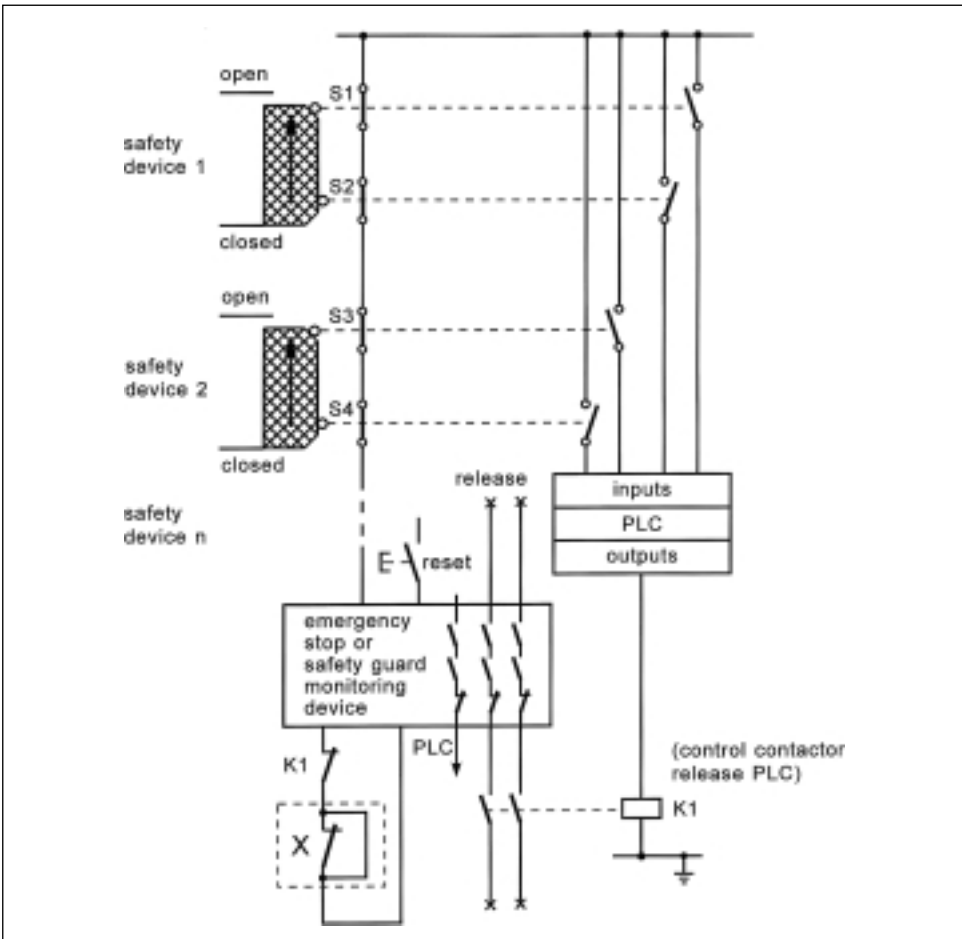 open
S1
safety
device 1
S2
closed
open
S3
safety
device 2
S4
closed
release
inputs
safety
device n
PLC
reset
outputs
emergency
stop or
safety guard
monitoring
device
PLC
K1
(control contactor
release PLC)
K1
X